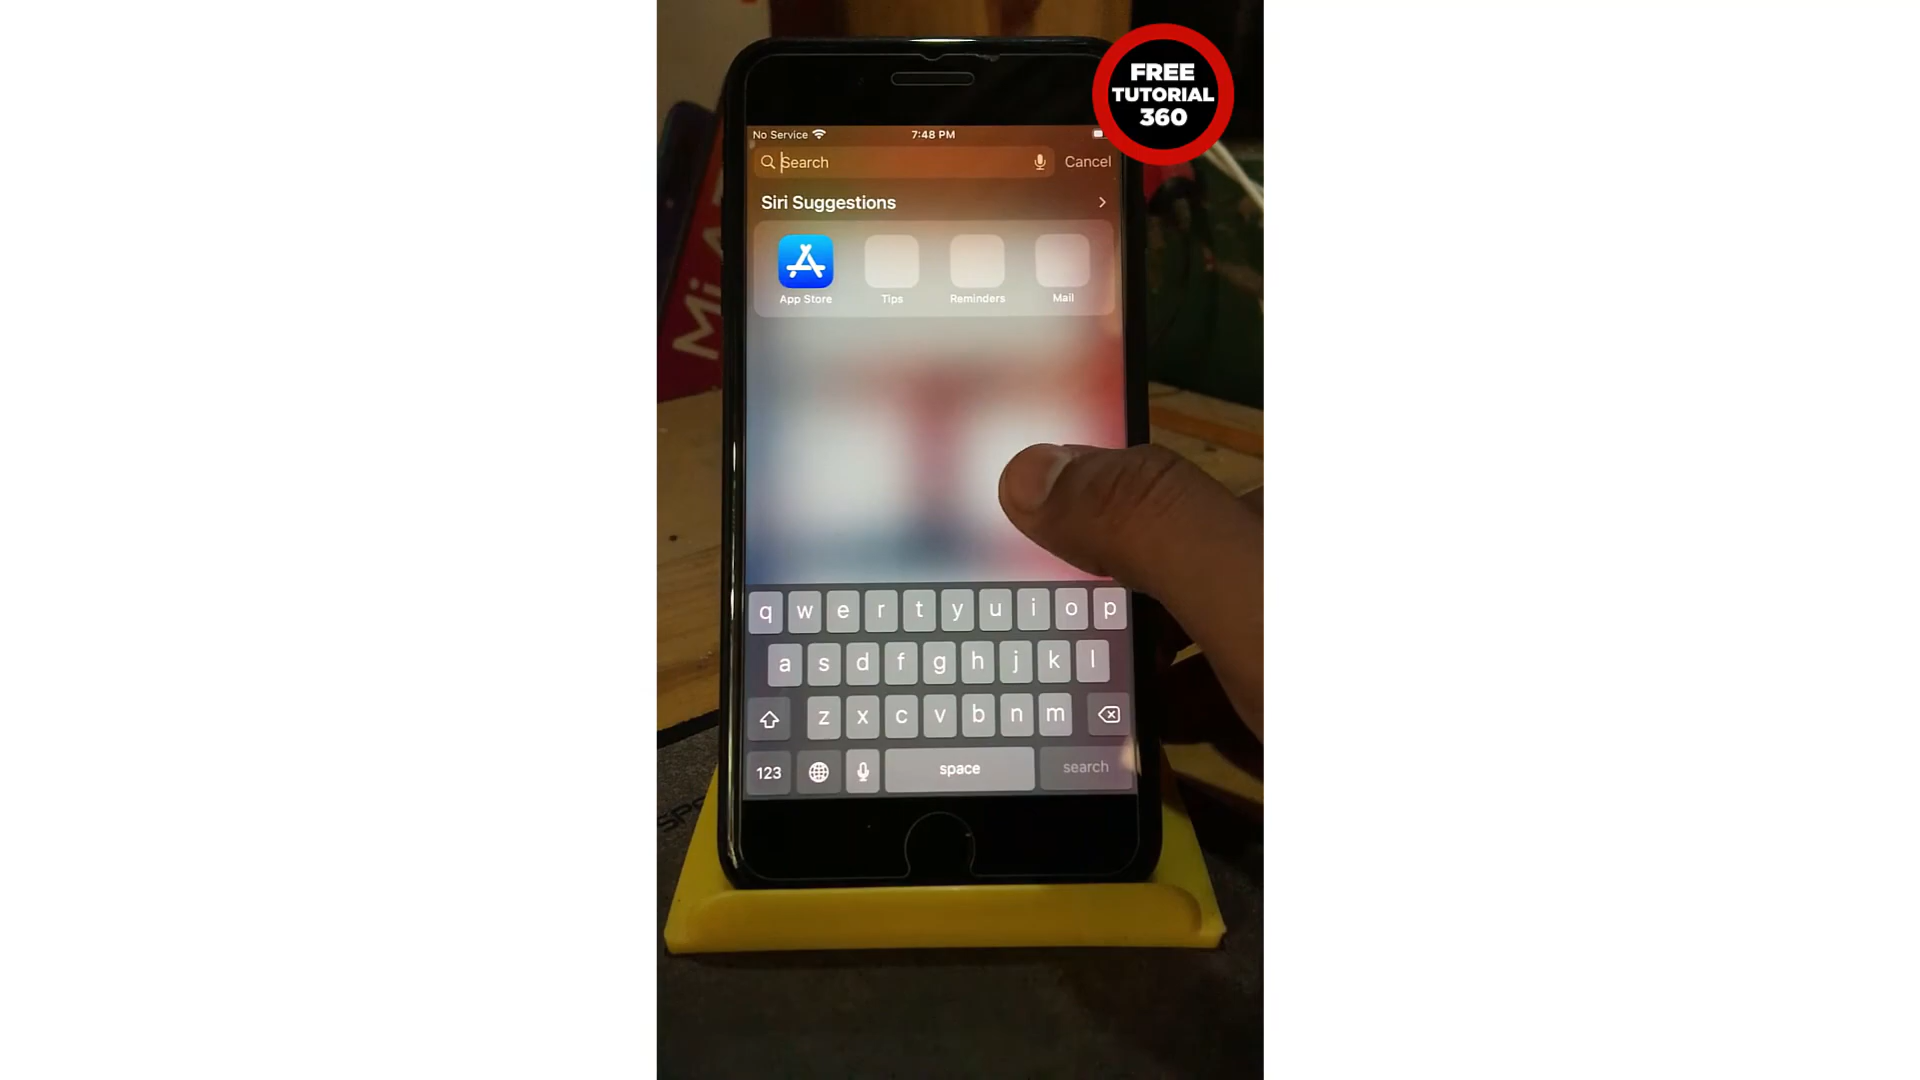 FREE
TUTORIAL
360
No Service
7:48 PM
Search
Cancel
Siri Suggestions
App Store
Tips
Reminders
Mail
Mi
q w e r t y u i o p
a s d f g h j k l
z x c v b n m
123
space
search